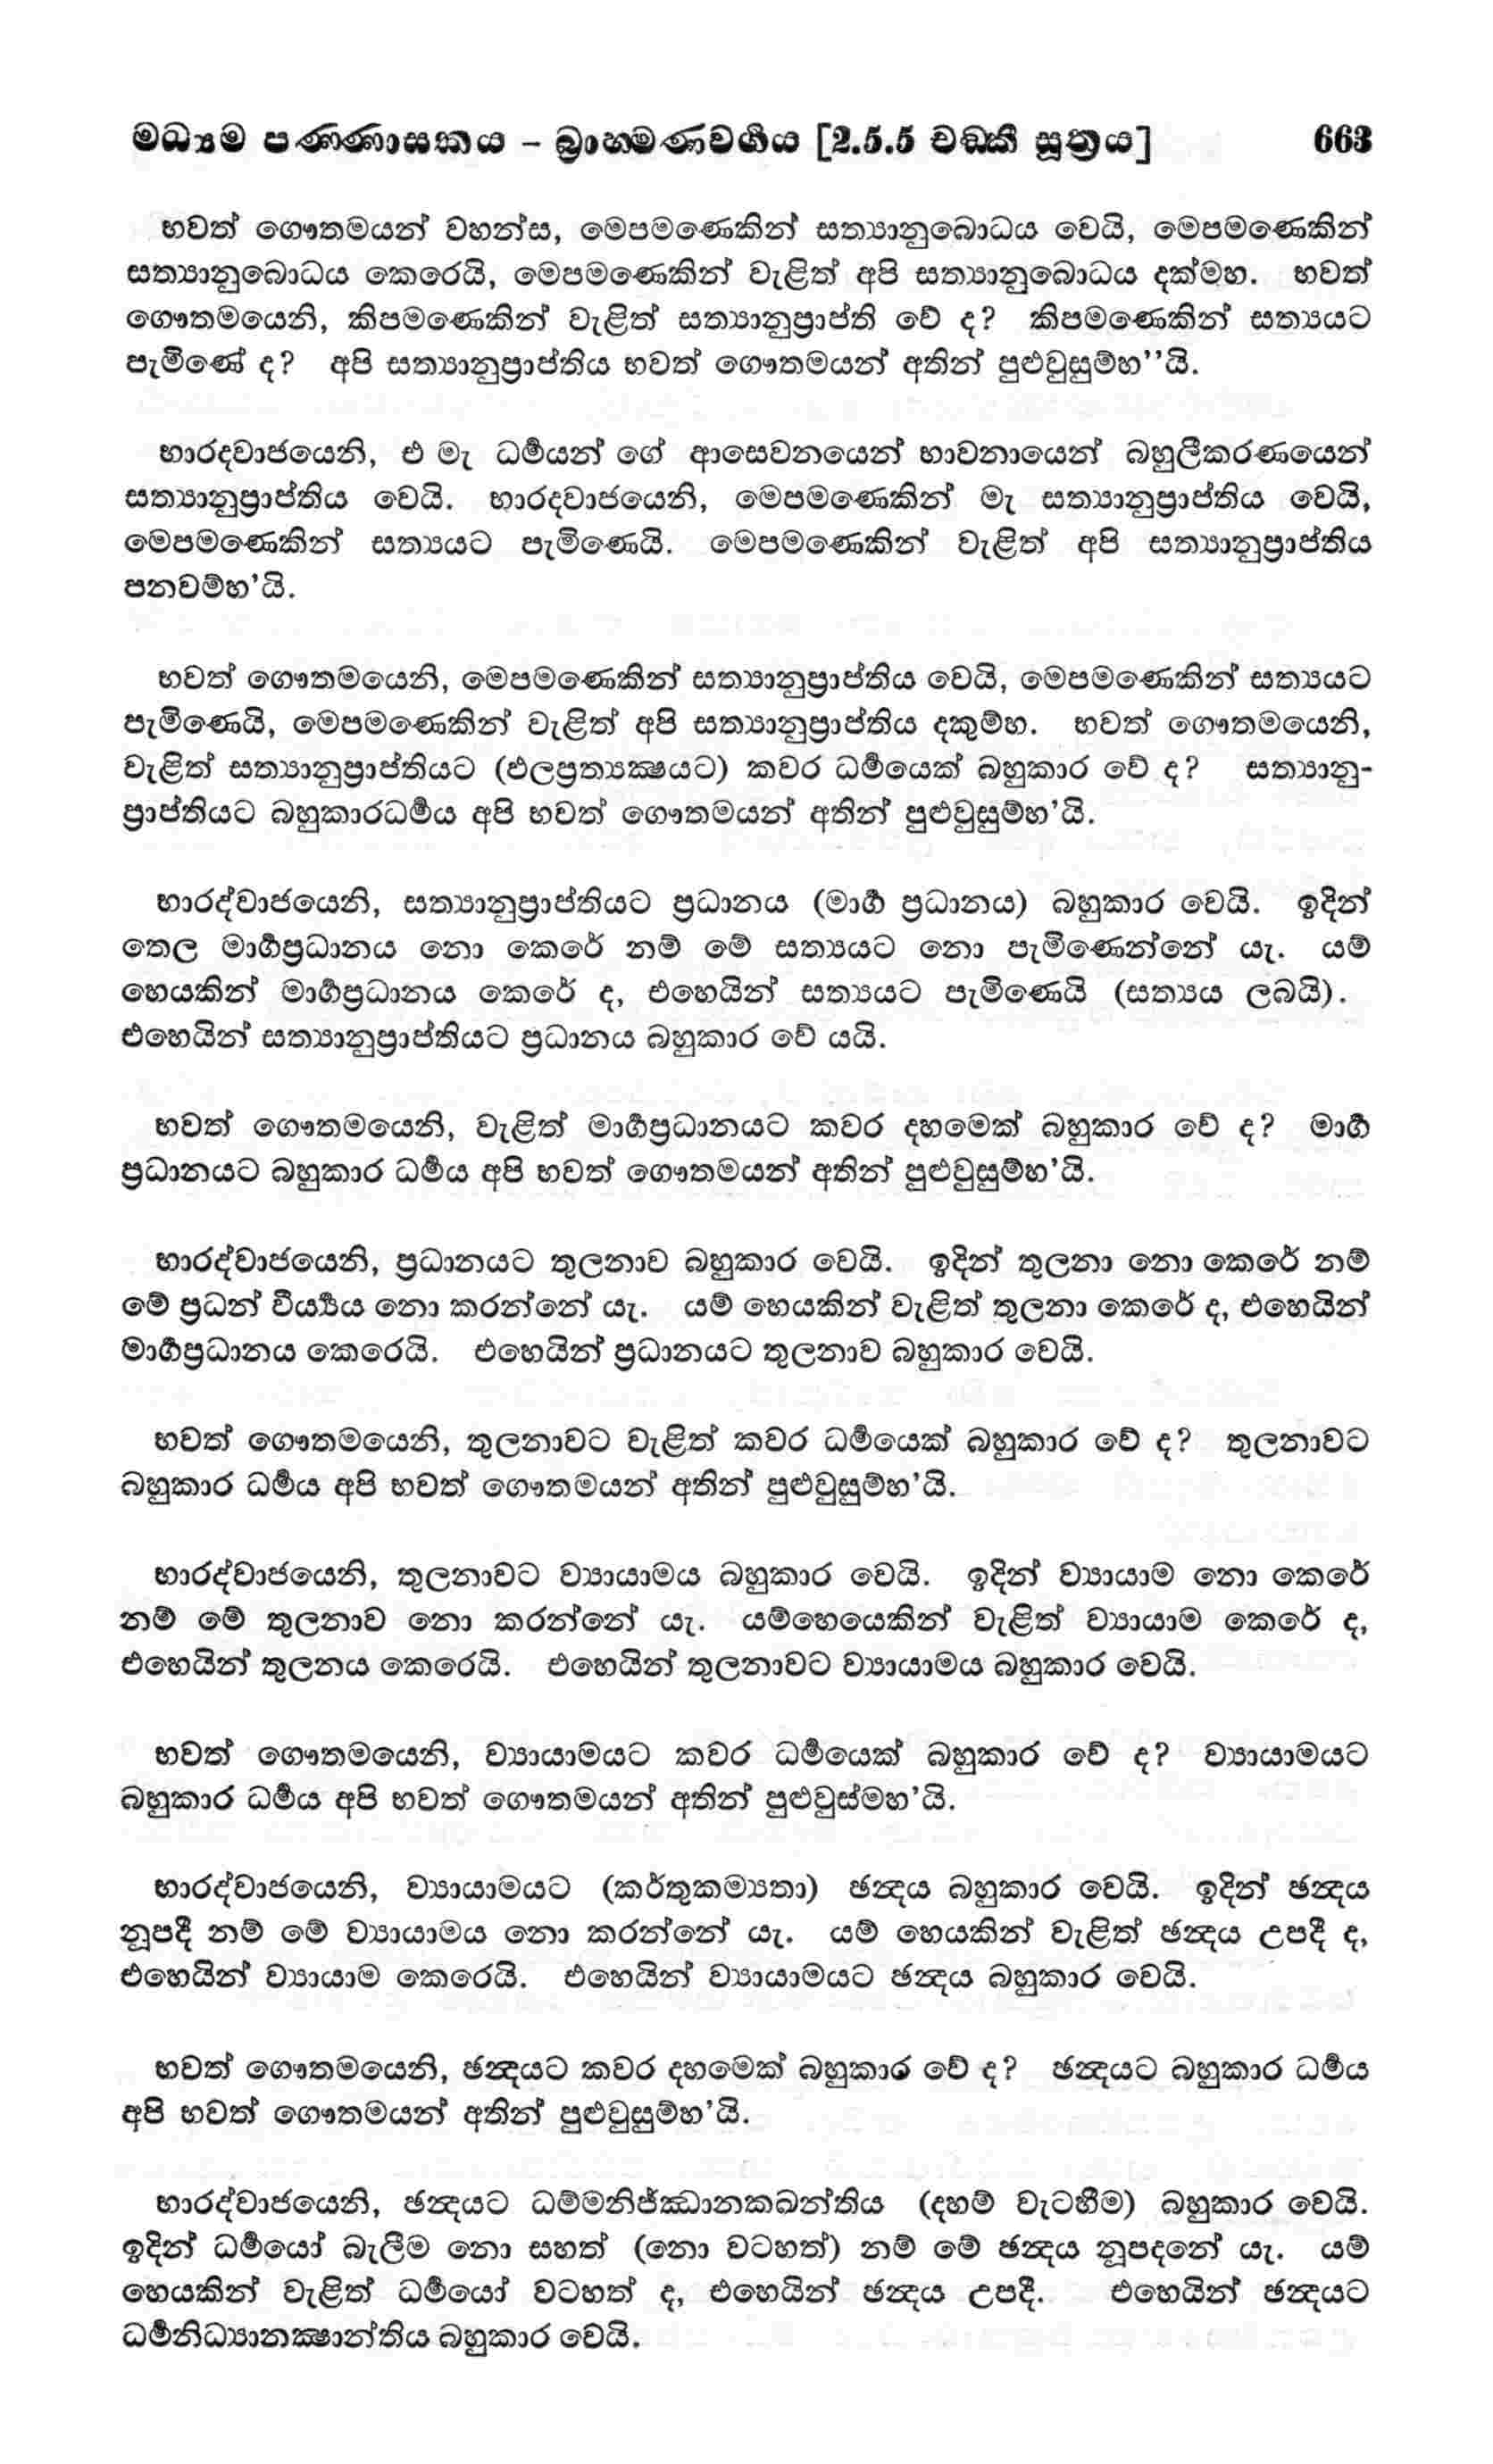 මධ්‍යම පණ්ණාසකය – බ්‍රාහ්මණවර්‍ගය [2.5.5 චඞ්කී සූත්‍රය] 663
භවත් ගෞතමයන් වහන්ස, මෙපමණෙකින් සත්‍යානුබොධය වෙයි, මෙපමණෙකින්
සත්‍යානුබොධය කෙරෙයි, මෙපමණෙකින් වැළිත් අපි සත්‍යානුබොධය දක්මහ. භවත්
ගෞතමයෙනි, කිපමණෙකින් වැළිත් සත්‍යානුප්‍රාප්ති වේ ද? කිපමණෙකින් සත්‍යයට
පැමිණේ ද? අපි සත්‍යානුප්‍රාප්තිය භවත් ගෞතමයන් අතින් පුළුවුසුම්හ’’යි.
භාරද්වාජයෙනි, එ මැ ධර්‍මයන් ගේ ආසෙවනයෙන් භාවනායෙන් බහුලීකරණයෙන්
සත්‍යානුප්‍රාප්තිය වෙයි. භාරද්වාජයෙනි, මෙපමණෙකින් මැ සත්‍යානුප්‍රාප්තිය වෙයි,
මෙපමණෙකින් සත්‍යයට පැමිණෙයි. මෙපමණෙකින් වැළිත් අපි සත්‍යානුප්‍රාප්තිය
පනවම්හ’යි.
භවත් ගෞතමයෙනි, මෙපමණෙකින් සත්‍යානුප්‍රාප්තිය වෙයි, මෙපමණෙකින් සත්‍යයට
පැමිණෙයි, මෙපමණෙකින් වැළිත් අපි සත්‍යානුප්‍රාප්තිය දකුම්හ. භවත් ගෞතමයෙනි,
වැළිත් සත්‍යානුප්‍රාප්තියට (ඵලප්‍රත්‍යක්‍ෂයට) කවර ධර්‍මයෙක් බහුකාර වේ ද? සත්‍යානු-
ප්‍රාප්තියට බහුකාරධර්‍මය අපි භවත් ගෞතමයන් අතින් පුළුවුසුම්හ’යි.
භාරද්වාජයෙනි, සත්‍යානුප්‍රාප්තියට ප්‍රධානය (මාර්‍ග ප්‍රධානය) බහුකාර වෙයි. ඉදින්
තෙල මාර්‍ගප්‍රධානය නො කෙරේ නම් මේ සත්‍යයට නො පැමිණෙන්නේ යැ. යම්
හෙයකින් මාර්‍ගප්‍රධානය කෙරේ ද, එහෙයින් සත්‍යයට පැමිණෙයි (සත්‍යය ලබයි).
එහෙයින් සත්‍යානුප්‍රාප්තියට ප්‍රධානය බහුකාර වේ යයි.
භවත් ගෞතමයෙනි, වැළිත් මාර්‍ගප්‍රධානයට කවර දහමෙක් බහුකාර වේ ද? මාර්‍ග
ප්‍රධානයට බහුකාර ධර්‍මය අපි භවත් ගෞතමයන් අතින් පුළුවුසුම්හ’යි.
භාරද්වාජයෙනි, ප්‍රධානයට තුලනාව බහුකාර වෙයි. ඉදින් තුලනා නො කෙරේ නම්
මේ ප්‍රධන් වීර්‍ය්‍යය නො කරන්නේ යැ. යම් හෙයකින් වැළිත් තුලනා කෙරේ ද, එහෙයින්
මාර්‍ගප්‍රධානය කෙරෙයි. එහෙයින් ප්‍රධානයට තුලනාව බහුකාර වෙයි.
භවත් ගෞතමයෙනි, තුලනාවට වැළිත් කවර ධර්‍මයෙක් බහුකාර වේ ද? තුලනාවට
බහුකාර ධර්‍මය අපි භවත් ගෞතමයන් අතින් පුළුවුසුම්හ’යි.
භාරද්වාජයෙනි, තුලනාවට ව්‍යායාමය බහුකාර වෙයි. ඉදින් ව්‍යායාම නො කෙරේ
නම් මේ තුලනාව නො කරන්නේ යැ. යම්හෙයෙකින් වැළිත් ව්‍යායාම කෙරේ ද,
එහෙයින් තුලනය කෙරෙයි. එහෙයින් තුලනාවට ව්‍යායාමය බහුකාර වෙයි.
භවත් ගෞතමයෙනි, ව්‍යායාමයට කවර ධර්‍මයෙක් බහුකාර වේ ද? ව්‍යායාමයට
බහුකාර ධර්‍මය අපි භවත් ගෞතමයන් අතින් පුළුවුස්මහ’යි.
භාරද්වාජයෙනි, ව්‍යායාමයට (කර්තුකම්‍යතා) ඡන්‍දය බහුකාර වෙයි. ඉදින් ඡන්‍දය
නූපදී නම් මේ ව්‍යායාමය නො කරන්නේ යැ. යම් හෙයකින් වැළිත් ඡන්‍දය උපදී ද,
එහෙයින් ව්‍යායාම කෙරෙයි. එහෙයින් ව්‍යායාමයට ඡන්‍දය බහුකාර වෙයි.
භවත් ගෞතමයෙනි, ඡන්‍දයට කවර දහමෙක් බහුකාර වේ ද? ඡන්‍දයට බහුකාර ධර්‍මය
අපි භවත් ගෞතමයන් අතින් පුළුවුසුම්හ’යි.
භාරද්වාජයෙනි, ඡන්‍දයට ධම්මනිජ්ඣානකඛන්තිය (දහම් වැටහීම) බහුකාර වෙයි.
ඉදින් ධර්‍මයෝ බැලීම නො සහත් (නො වටහත්) නම් මේ ඡන්‍දය නූපදනේ යැ. යම්
හෙයකින් වැළිත් ධර්‍මයෝ වටහත් ද, එහෙයින් ඡන්‍දය උපදී. එහෙයින් ඡන්‍දයට
ධර්‍මනිධ්‍යානක්‍ෂාන්තිය බහුකාර වෙයි.